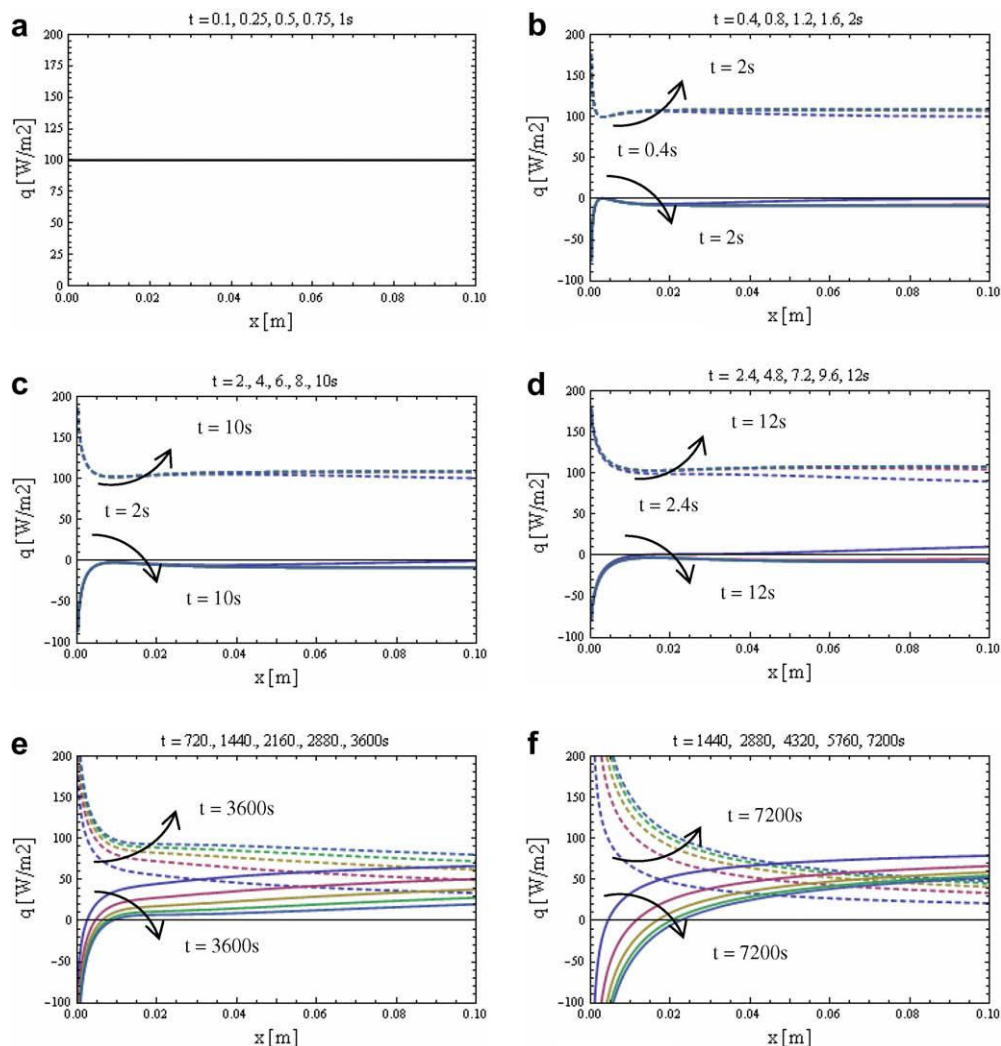 a
t = 0.1, 0.25, 0.5, 0.75, 1s
200
175
150
125
100
75
50
25
0
q [W/m2]
0.00 0.02 0.04 0.06 0.08 0.10
x [m]
b
t = 0.4, 0.8, 1.2, 1.6, 2s
200
150
100
50
0
-50
-100
q [W/m2]
t = 2s
t = 0.4s
t = 2s
0.00 0.02 0.04 0.06 0.08 0.10
x [m]
c
t = 2., 4., 6., 8., 10s
200
150
100
50
0
-50
-100
q [W/m2]
t = 10s
t = 2s
t = 10s
0.00 0.02 0.04 0.06 0.08 0.10
x [m]
d
t = 2.4, 4.8, 7.2, 9.6, 12s
200
150
100
50
0
-50
-100
q [W/m2]
t = 12s
t = 2.4s
t = 12s
0.00 0.02 0.04 0.06 0.08 0.10
x [m]
e
t = 720., 1440., 2160., 2880., 3600s
200
150
100
50
0
-50
-100
q [W/m2]
t = 3600s
t = 3600s
0.00 0.02 0.04 0.06 0.08 0.10
x [m]
f
t = 1440, 2880, 4320, 5760, 7200s
200
150
100
50
0
-50
-100
q [W/m2]
t = 7200s
t = 7200s
0.00 0.02 0.04 0.06 0.08 0.10
x [m]